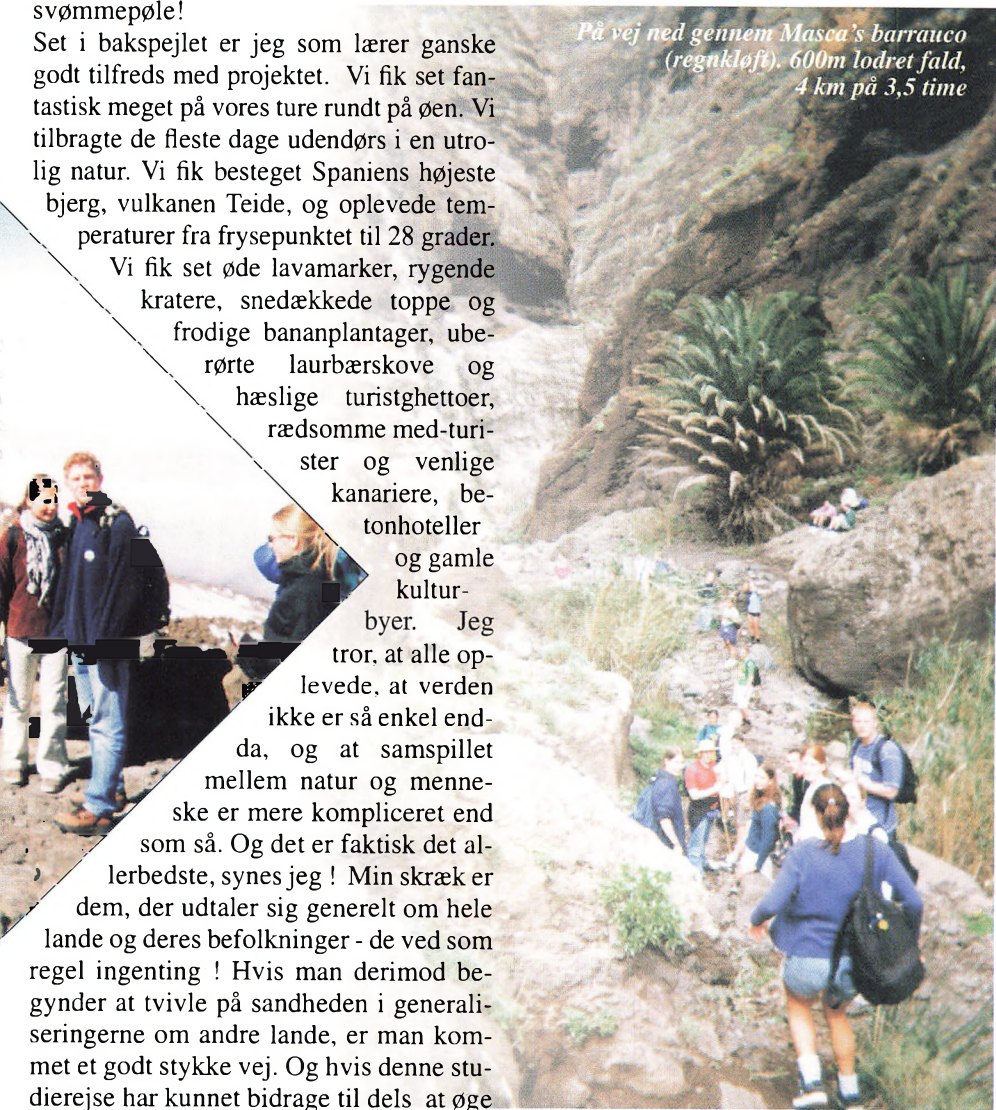 svømmepøle!
Set i bakspejlet er jeg som lærer ganske
godt tilfreds med projektet. Vi fik set fan-
tastisk meget på vores ture rundt på øen. Vi
tilbragte de fleste dage udendørs i en utro-
lig natur. Vi fik besteget Spaniens højeste
bjerg, vulkanen Teide, og oplevede tem-
peraturer fra frysepunktet til 28 grader.
Vi fik set øde lavamarker, rygende
kratere, snedækkede toppe og
frodige bananplantager, ube-
rørte laurbærskove og
hæslige turistghettoer,
rædsomme med-turi-
ster og venlige
kanariere, be-
tonhoteller
og gamle
kultur-
byer. Jeg
tror, at alle op-
levede, at verden
ikke er så enkel end-
da, og at samspillet
mellem natur og menne-
ske er mere kompliceret end
som så. Og det er faktisk det al-
lerbedste, synes jeg ! Min skræk er
dem, der udtaler sig generelt om hele
lande og deres befolkninger - de ved som
regel ingenting ! Hvis man derimod be-
gynder at tvivle på sandheden i generali-
seringerne om andre lande, er man kom-
met et godt stykke vej. Og hvis denne stu-
dierejse har kunnet bidrage til dels at øge
På vej ned gennem Masca's barrauco
(regnkløft). 600m lodret fald,
4 km på 3,5 time